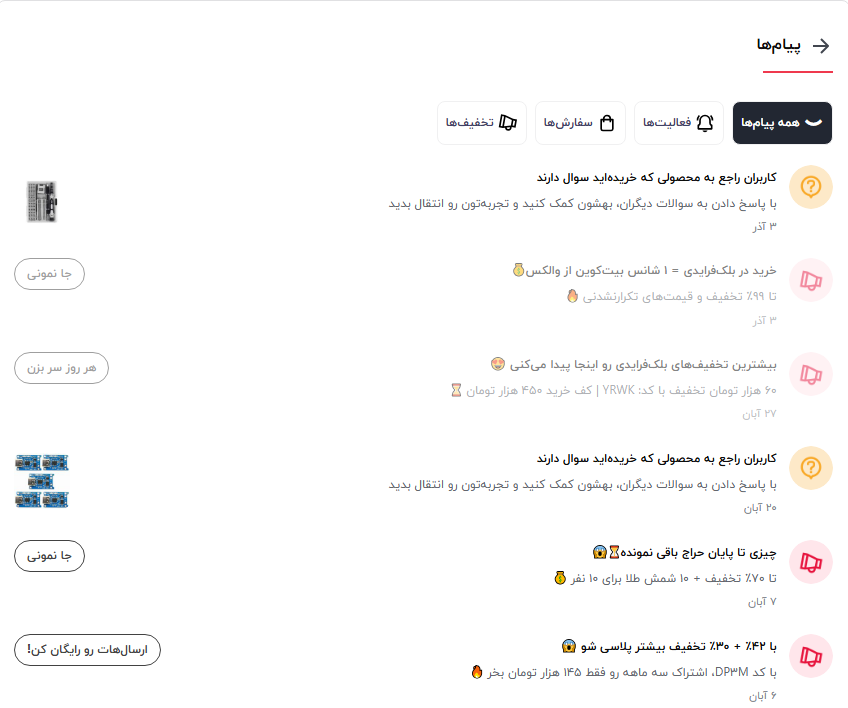 پیام‌ها
همه پیام‌ها
فعالیت‌ها
سفارش‌ها
تخفیف‌ها
کاربران راجع به محصولی که خریده‌اید سوال دارند
با پاسخ دادن به سوالات دیگران، بهشون کمک کنید و تجربه‌تون رو انتقال بدید
۳ آذر
خرید در بلک‌فرایدی = ۱ شانس بیت‌کوین از والکس💰
تا ۹۹٪ تخفیف و قیمت‌های تکرارنشدنی 🔥
۳ آذر
جا نمونی
بیشترین تخفیف‌های بلک‌فرایدی رو اینجا پیدا می‌کنی 😍
۶۰ هزار تومان تخفیف با کد: YRWK | کف خرید ۴۵۰ هزار تومان ⏳
۲۷ آبان
هر روز سر بزن
کاربران راجع به محصولی که خریده‌اید سوال دارند
با پاسخ دادن به سوالات دیگران، بهشون کمک کنید و تجربه‌تون رو انتقال بدید
۲۰ آبان
چیزی تا پایان حراج باقی نمونده⏳😱
تا ۷۰٪ تخفیف + ۱۰ شمش طلا برای ۱۰ نفر 💰
۷ آبان
جا نمونی
با ۴۲٪ + ۳۰٪ تخفیف بیشتر پلاسی شو 😱
با کد DP۳M، اشتراک سه ماهه رو فقط ۱۴۵ هزار تومان بخر 🔥
۶ آبان
ارسال‌هات رو رایگان کن!